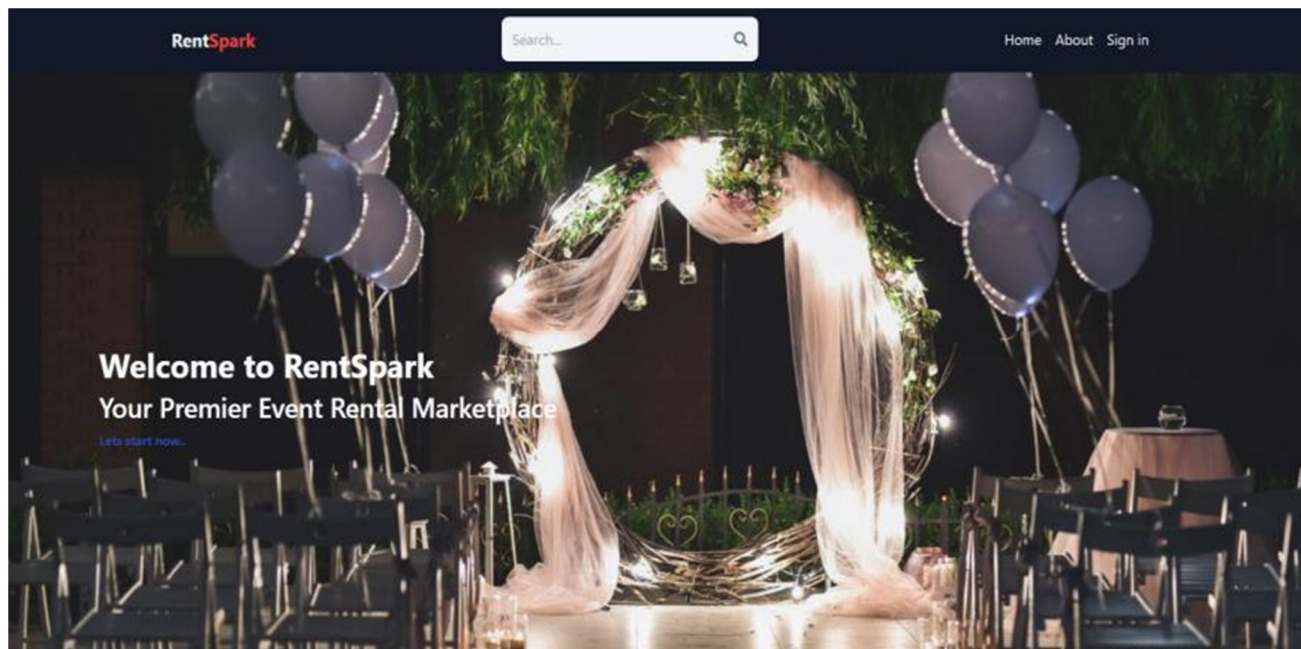 RentSpark
Search...
Home About Sign in
Welcome to RentSpark
Your Premier Event Rental Marketplace
Lets start now..